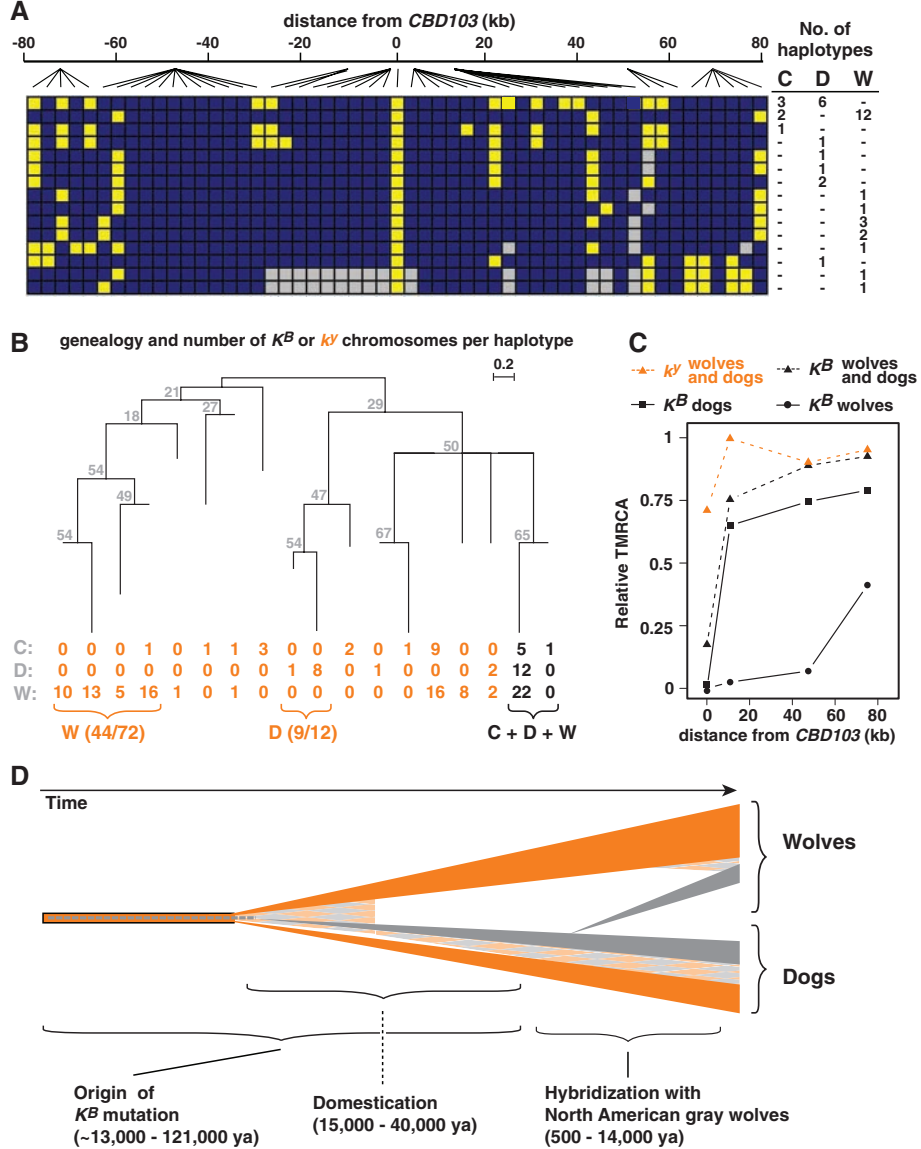 A
distance from CBD103 (kb)
-80 -60 -40 -20 0 20 40 60 80
No. of
haplotypes
C D W
3 6 -
2 - 12
1 - -
- 1 -
- 1 -
- 1 -
- 2 -
- - 1
- - 1
- - 3
- - 2
- - 1
- 1 -
- - 1
- - 1
B
genealogy and number of K^B or k^y chromosomes per haplotype
0.2
21
27
18
29
50
54
49
47
54
67
65
54
C: 0 0 0 1 0 1 1 3 0 0 2 0 1 9 0 0 5 1
D: 0 0 0 0 0 0 0 0 1 8 0 1 0 0 0 2 12 0
W: 10 13 5 16 1 0 1 0 0 0 0 0 0 16 8 2 22 0
W (44/72)
D (9/12)
C + D + W
C
k^y wolves and dogs
K^B wolves and dogs
K^B dogs
K^B wolves
Relative TMRCA
1
0.75
0.5
0.25
0
0 20 40 60 80
distance from CBD103 (kb)
D
Time
Wolves
Dogs
Origin of
K^B mutation
(~13,000 - 121,000 ya)
Domestication
(15,000 - 40,000 ya)
Hybridization with
North American gray wolves
(500 - 14,000 ya)